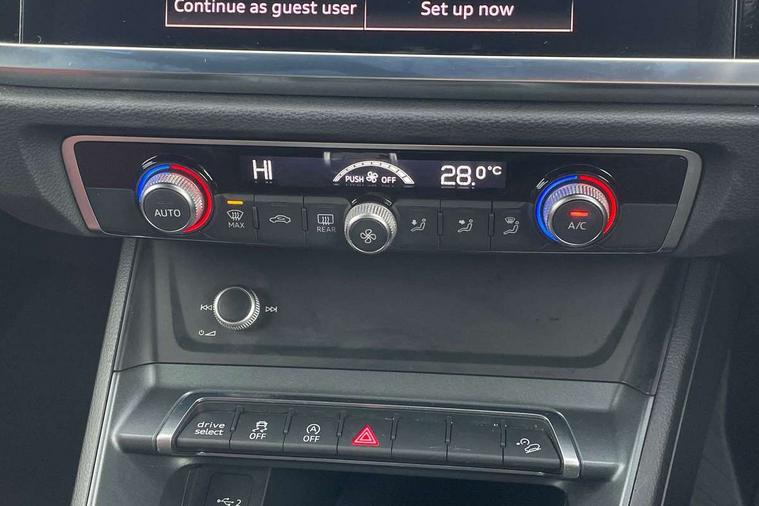 Continue as guest user
Set up now
HI
PUSH OFF
28.0°C
AUTO
MAX
REAR
A/C
drive
select
OFF
A
OFF
2